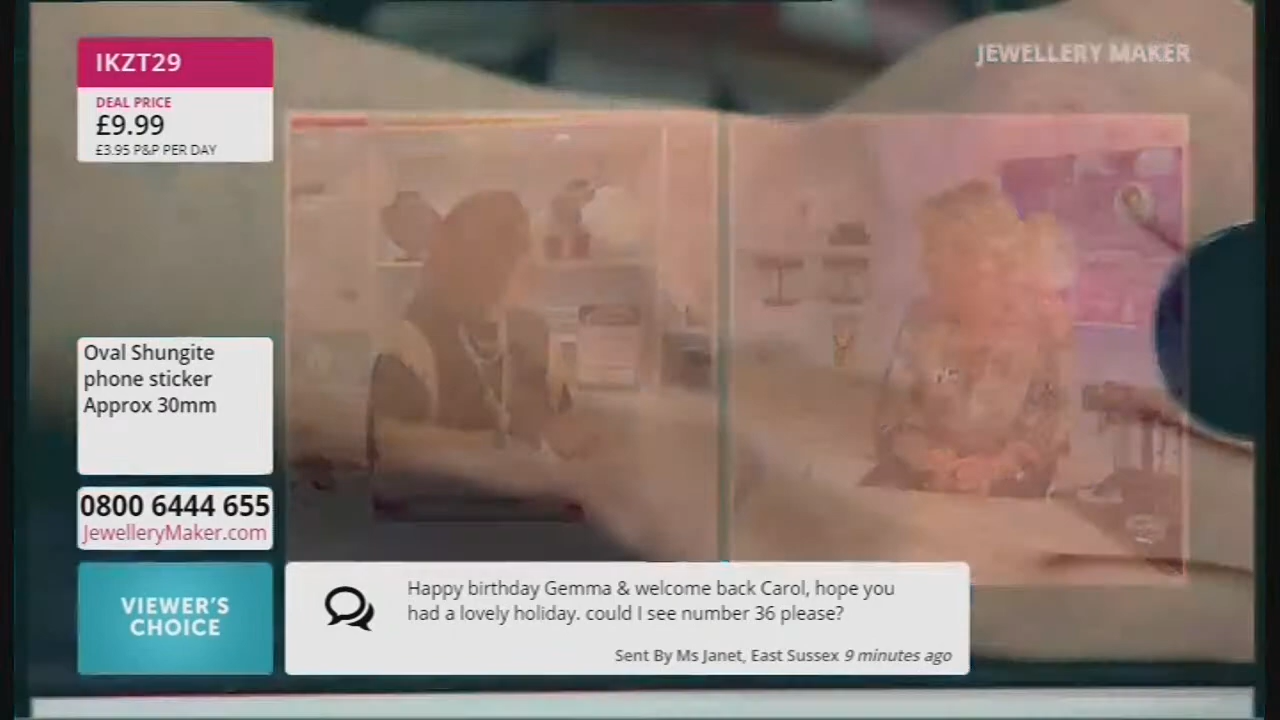 IKZT29
DEAL PRICE
£9.99
£3.95 P&P PER DAY
JEWELLERY MAKER
Oval Shungite
phone sticker
Approx 30mm
0800 6444 655
JewelleryMaker.com
VIEWER'S
CHOICE
Happy birthday Gemma & welcome back Carol, hope you
had a lovely holiday. could I see number 36 please?
Sent By Ms Janet, East Sussex 9 minutes ago